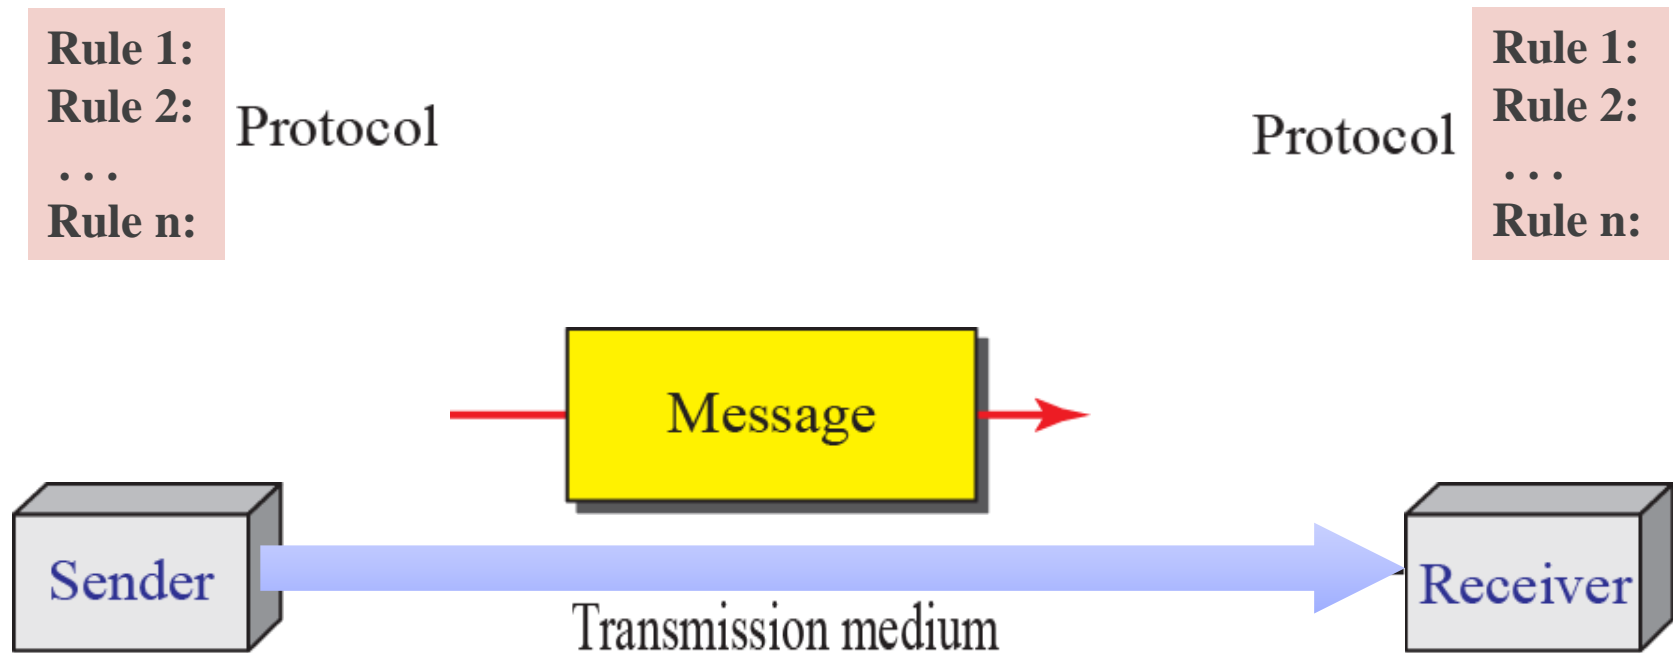 Rule 1:
Rule 2:
. . .
Rule n:
Protocol
Protocol
Rule 1:
Rule 2:
. . .
Rule n:
Message
Sender
Receiver
Transmission medium